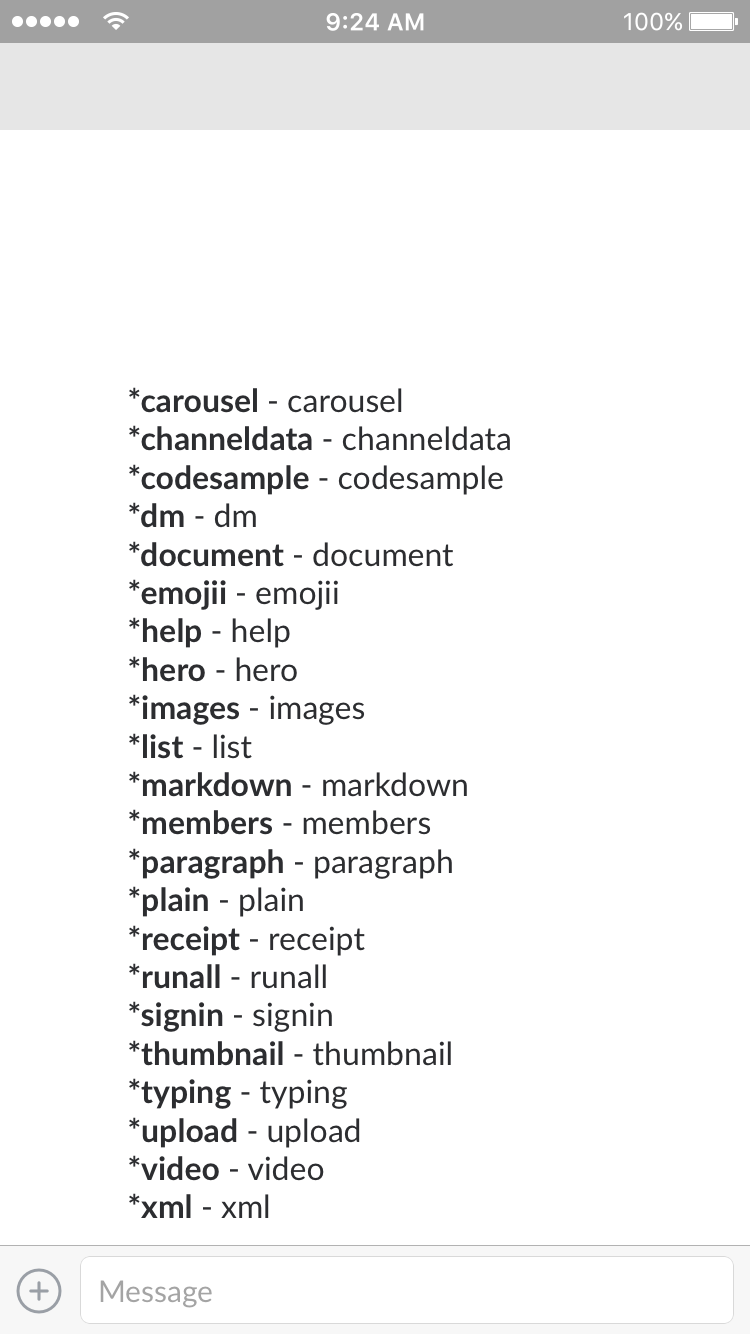 9:24 AM 100%
*carousel - carousel
*channeldata - channeldata
*codesample - codesample
*dm - dm
*document - document
*emojii - emojii
*help - help
*hero - hero
*images - images
*list - list
*markdown - markdown
*members - members
*paragraph - paragraph
*plain - plain
*receipt - receipt
*runall - runall
*signin - signin
*thumbnail - thumbnail
*typing - typing
*upload - upload
*video - video
*xml - xml
Message